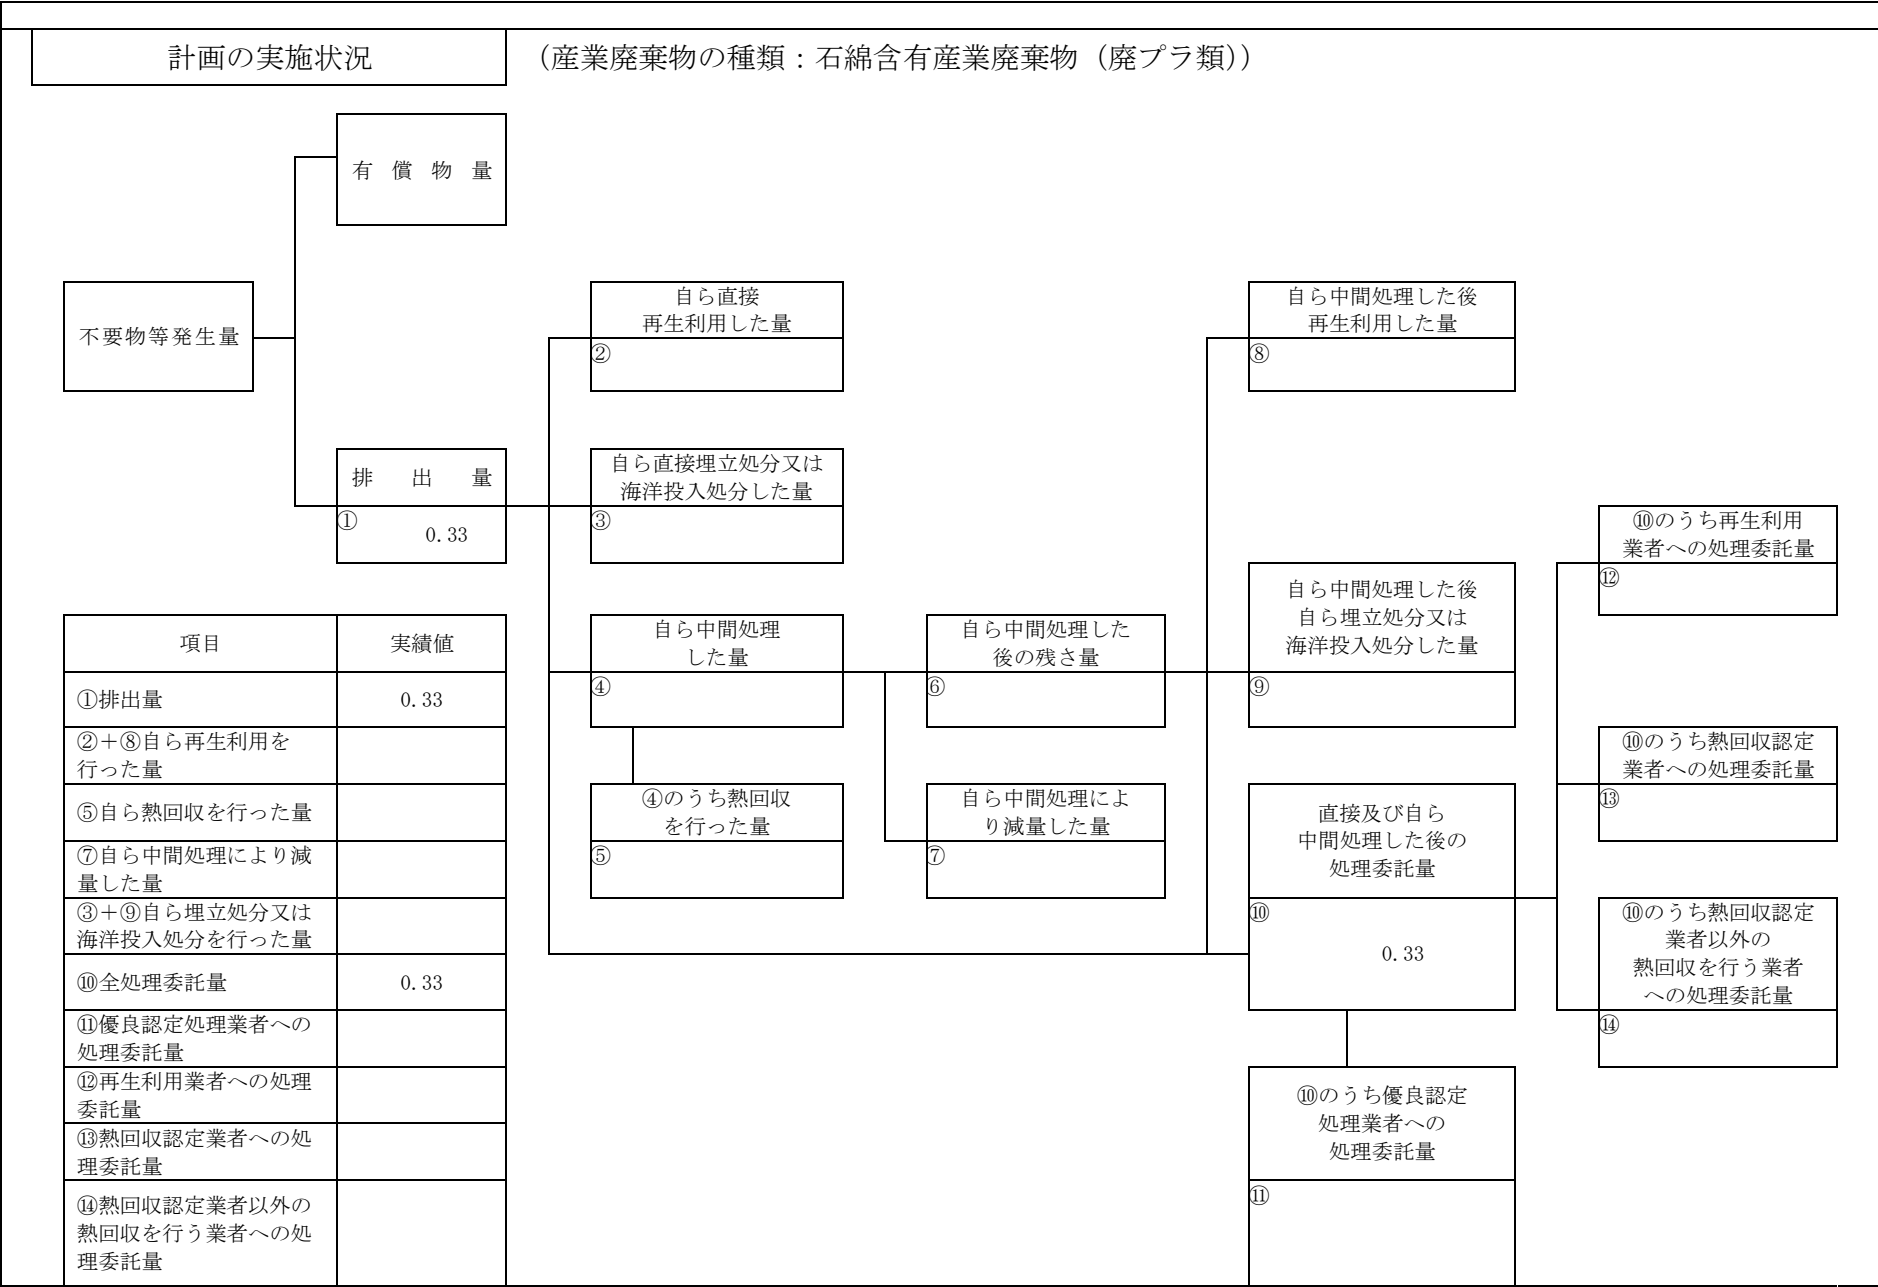 計画の実施状況
（産業廃棄物の種類：石綿含有産業廃棄物（廃プラ類））
有償物量
不要物等発生量
自ら直接
再生利用した量
②
自ら中間処理した後
再生利用した量
⑧
排出量
①
0.33
自ら直接埋立処分又は
海洋投入処分した量
③
⑩のうち再生利用
業者への処理委託量
⑫
自ら中間処理
した量
④
自ら中間処理した
後の残さ量
⑥
自ら中間処理した後
自ら埋立処分又は
海洋投入処分した量
⑨
⑩のうち熱回収認定
業者への処理委託量
⑬
④のうち熱回収
を行った量
⑤
自ら中間処理によ
り減量した量
⑦
直接及び自ら
中間処理した後の
処理委託量
⑩
0.33
⑩のうち熱回収認定
業者以外の
熱回収を行う業者
への処理委託量
⑭
⑩のうち優良認定
処理業者への
処理委託量
⑪
項目
実績値
①排出量
0.33
②＋⑧自ら再生利用を
行った量
⑤自ら熱回収を行った量
⑦自ら中間処理により減
量した量
③＋⑨自ら埋立処分又は
海洋投入処分を行った量
⑩全処理委託量
0.33
⑪優良認定処理業者への
処理委託量
⑫再生利用業者への処理
委託量
⑬熱回収認定業者への処
理委託量
⑭熱回収認定業者以外の
熱回収を行う業者への処
理委託量